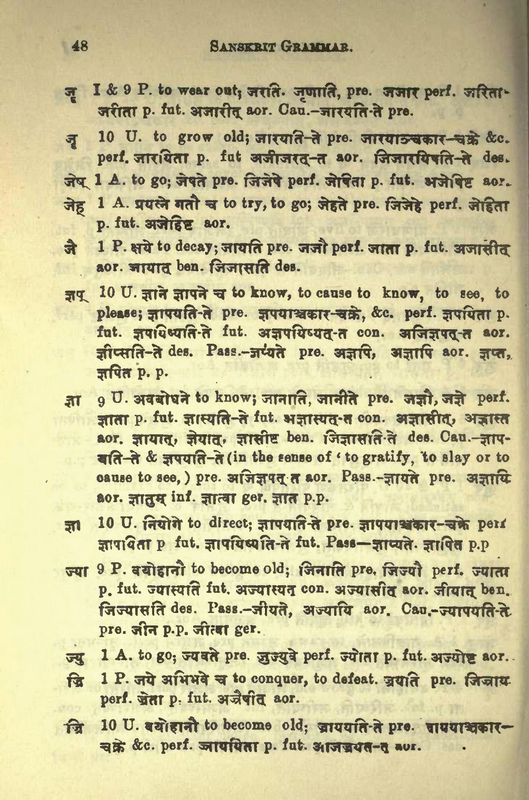 48 SANSKRIT GRAMMAR.
जॄ 1 & 9 P. to wear out; जरति. जृणाति, pre. जजार perf. जरिता-
जरीता p. fut. अजारीत् aor. Cau.—जारयति-ते pre.
जॄ 10 U. to grow old; जारयति-ते pre. जारयाञ्चकार-चक्रे &c.
perf. जारयिता p. fut अजीजरत्-त aor. जिजारयिषति-ते des.
जेष् 1 A. to go; जेषते pre. जिजेषे perf. जेषिता p. fut. अजेषिष्ट aor.
जेह् 1 A. प्रयत्ने गतौ च to try, to go; जेहते pre. जिजेहे perf. जेहिता
p. fut. अजेहिष्ट aor.
जै 1 P. क्षये to decay; जायति pre. जजौ perf. जाता p. fut. अजासीत्
aor. जायात् ben. जिजासति des.
ज्ञप् 10 U. ज्ञाने ज्ञापने च to know, to cause to know, to see, to
please; ज्ञपयति-ते pre. ज्ञपयाञ्चकार-चक्रे, &c. perf. ज्ञपयिता p.
fut. ज्ञपयिष्यति-ते fut. अज्ञपयिष्यत्-त con. अजिज्ञपत्-त aor.
ज्ञीप्सति-ते des. Pass.—ज्ञप्यते pre. अज्ञपि, अज्ञापि aor. ज्ञप्त,
ज्ञपित p. p.
ज्ञा 9 U. अवबोधने to know; जानाति, जानीते pre. जज्ञौ, जज्ञे perf.
ज्ञाता p. fut. ज्ञास्यति-ते fut. अज्ञास्यत्-त con. अज्ञासीत्, अज्ञास्त
aor. ज्ञायात्, ज्ञेयात्, ज्ञासीष्ट ben. जिज्ञासति-ते des. Cau.—ज्ञाप-
यति-ते & ज्ञपयति-ते (in the sense of ' to gratify, to slay or to
cause to see,) pre. अजिज्ञपत् त aor. Pass.—ज्ञायते pre. अज्ञायि
aor. ज्ञातुम् inf. ज्ञात्वा ger. ज्ञात p.p.
ज्ञा 10 U. नियोगे to direct; ज्ञापयति-ते pre. ज्ञापयाञ्चकार-चक्रे perf
ज्ञापयिता p fut. ज्ञापयिष्यति-ते fut. Pass—ज्ञाप्यते. ज्ञापित p.p
ज्या 9 P. वयोहानौ to become old; जिनाति pre. जिज्यौ perf. ज्याता
p. fut. ज्यास्यति fut. अज्यास्यत् con. अज्यासीत् aor. जीयात् ben.
जिज्यासति des. Pass.—जीयते, अज्यायि aor. Cau.-ज्यापयति-ते
pre. जीन p.p. जीत्वा ger.
ज्यु 1 A. to go; ज्यवते pre. जुज्युवे perf. ज्योता p. fut. अज्योष्ट aor.
ज्रि 1 P. जये अभिभवे च to conquer, to defeat. ज्रयति pre. जिज्राय
perf. ज्रेता p. fut. अज्रैषीत् aor.
ज्रि 10 U. वयोहानौ to become old; ज्राययति-ते pre.
चक्रे &c. perf. ज्राययिता p. fut. aor.